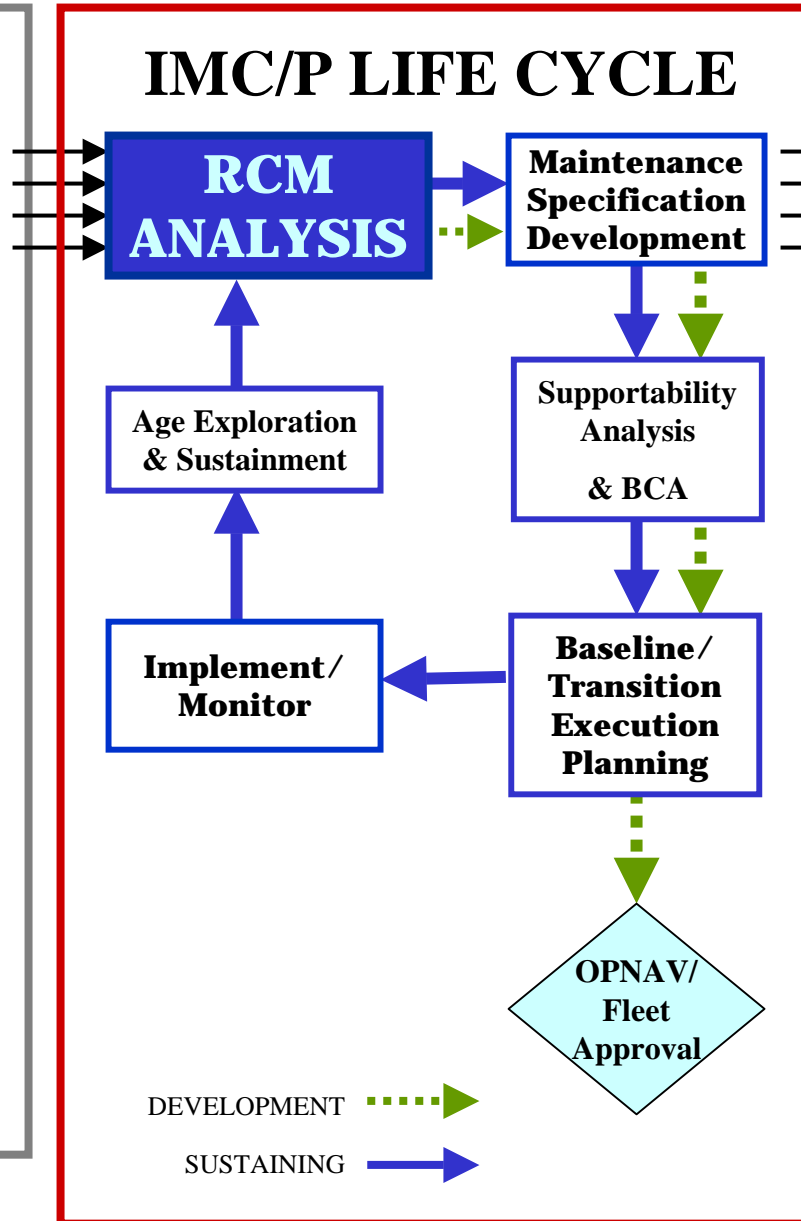 IMC/P LIFE CYCLE
RCM
ANALYSIS
Maintenance
Specification
Development
Supportability
Analysis
& BCA
Baseline/
Transition
Execution
Planning
Implement/
Monitor
Age Exploration
& Sustainment
OPNAV/
Fleet
Approval
DEVELOPMENT
SUSTAINING